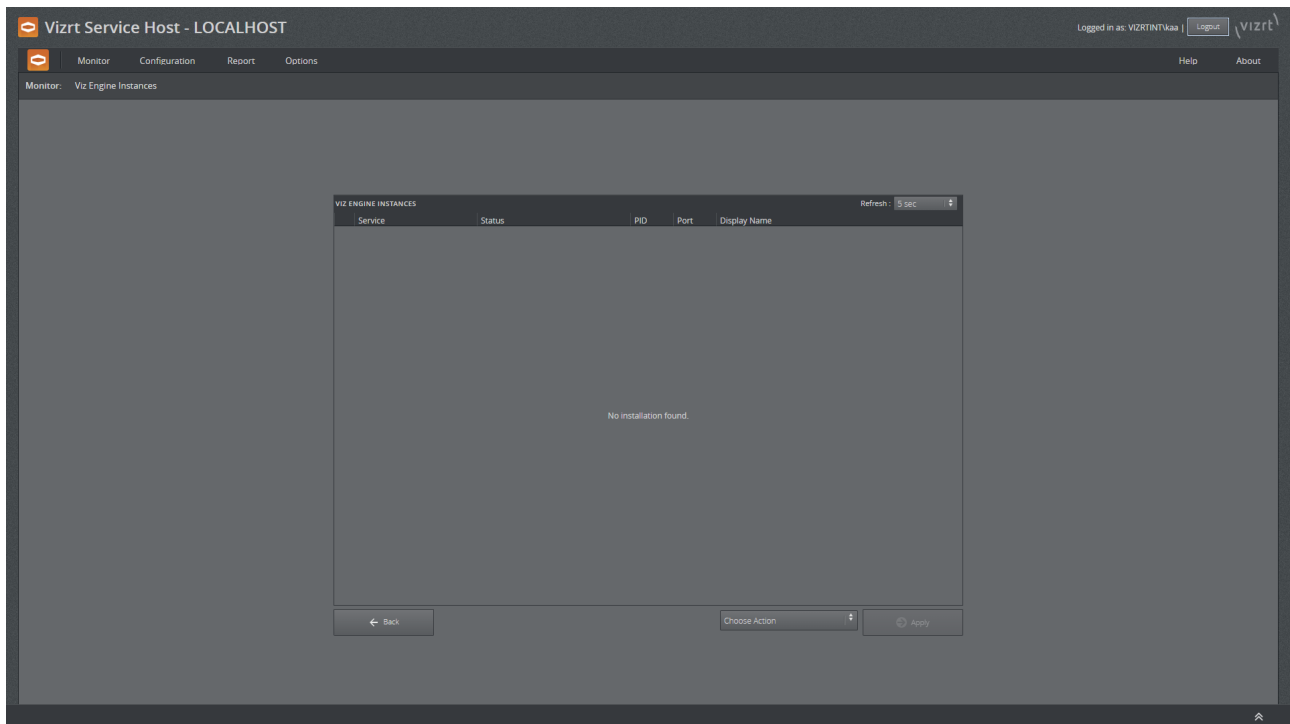 Vizrt Service Host - LOCALHOST
Logged in as: VIZRTINT\kaa | Logout vizrt
Monitor Configuration Report Options Help About
Monitor: Viz Engine Instances
VIZ ENGINE INSTANCES Refresh : 5 sec
Service Status PID Port Display Name
No installation found.
Back Choose Action Apply